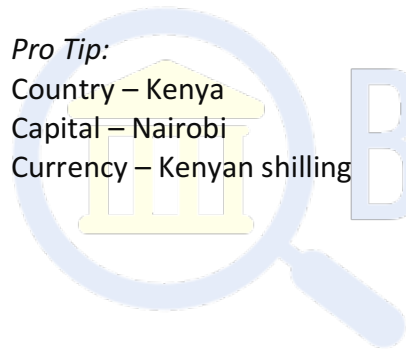 Pro Tip:
Country – Kenya
Capital – Nairobi
Currency – Kenyan shilling
B